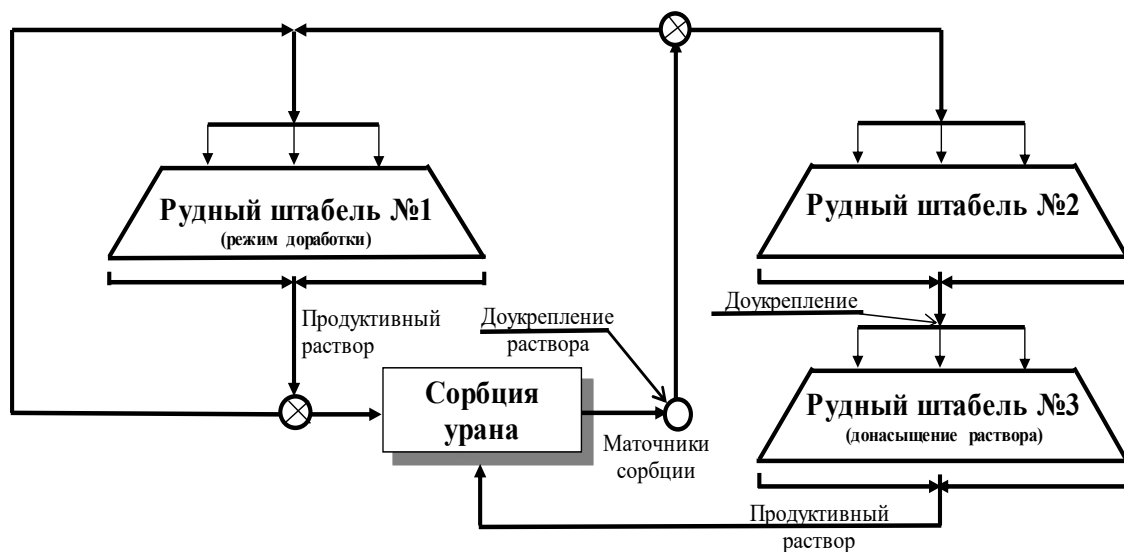 Рудный штабель №1
(режим доработки)
Рудный штабель №2
Продуктивный
раствор
Доукрепление
раствора
Доукрепление
Сорбция
урана
Маточники
сорбции
Рудный штабель №3
(донасыщение раствора)
Продуктивный
раствор